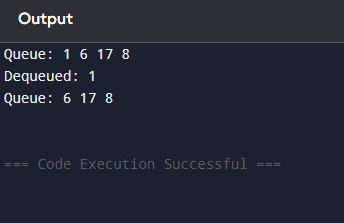 Output
Queue: 1 6 17 8
Dequeued: 1
Queue: 6 17 8
=== Code Execution Successful ===